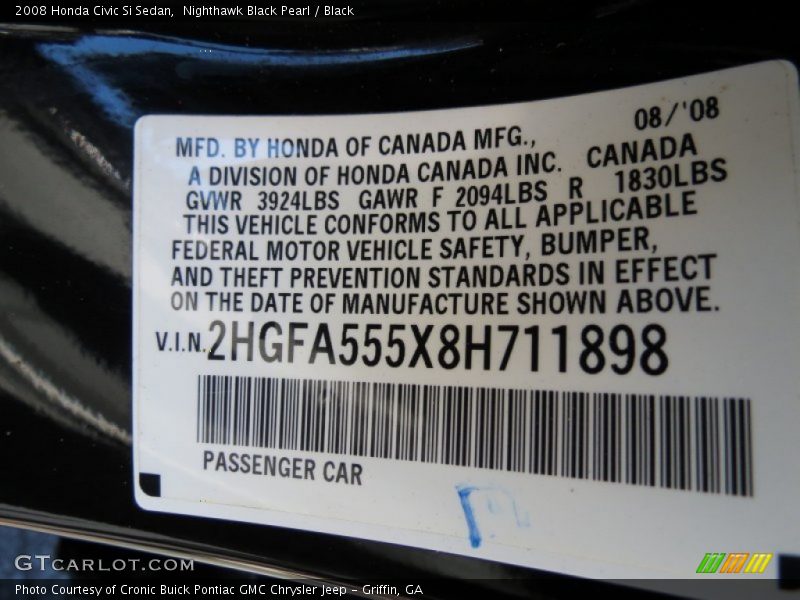 2008 Honda Civic Si Sedan, Nighthawk Black Pearl / Black
08/'08
MFD. BY HONDA OF CANADA MFG.,
A DIVISION OF HONDA CANADA INC. CANADA
GVWR 3924LBS GAWR F 2094LBS R 1830LBS
THIS VEHICLE CONFORMS TO ALL APPLICABLE
FEDERAL MOTOR VEHICLE SAFETY, BUMPER,
AND THEFT PREVENTION STANDARDS IN EFFECT
ON THE DATE OF MANUFACTURE SHOWN ABOVE.
V.I.N. 2HGFA555X8H711898
PASSENGER CAR
GTCARLOT.COM
Photo Courtesy of Cronic Buick Pontiac GMC Chrysler Jeep - Griffin, GA